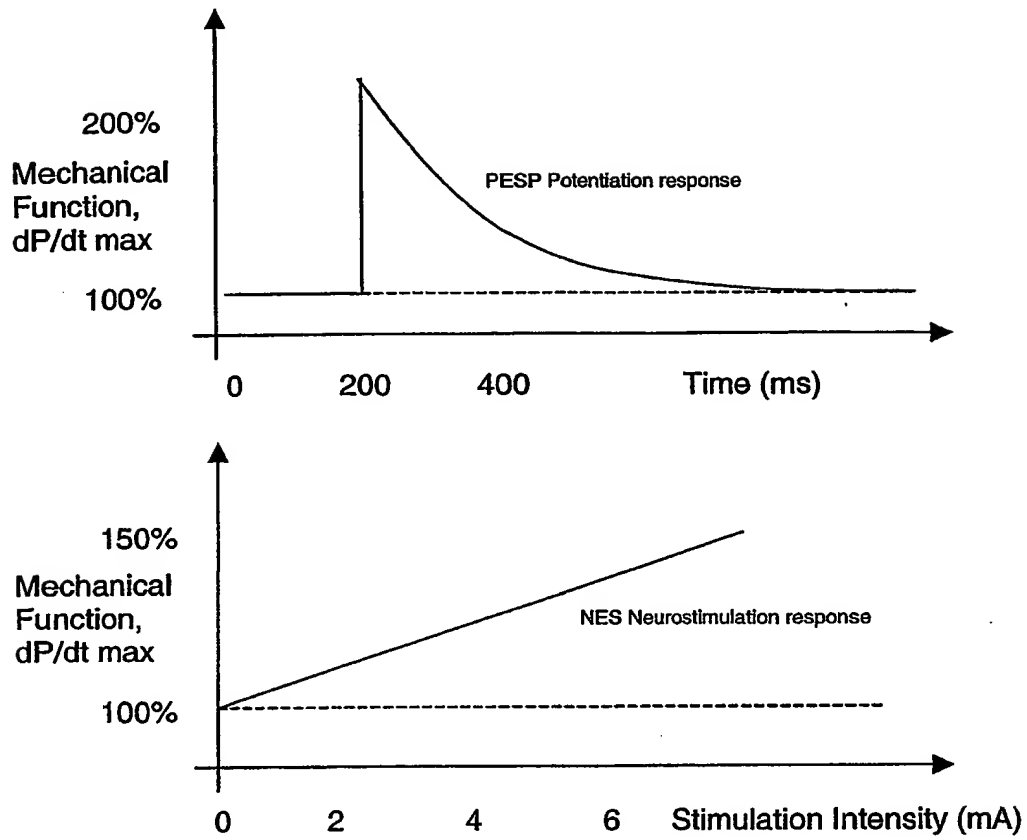 200%
Mechanical
Function,
dP/dt max
PESP Potentiation response
100%
0 200 400 Time (ms)
150%
Mechanical
Function,
dP/dt max
NES Neurostimulation response
100%
0 2 4 6 Stimulation Intensity (mA)